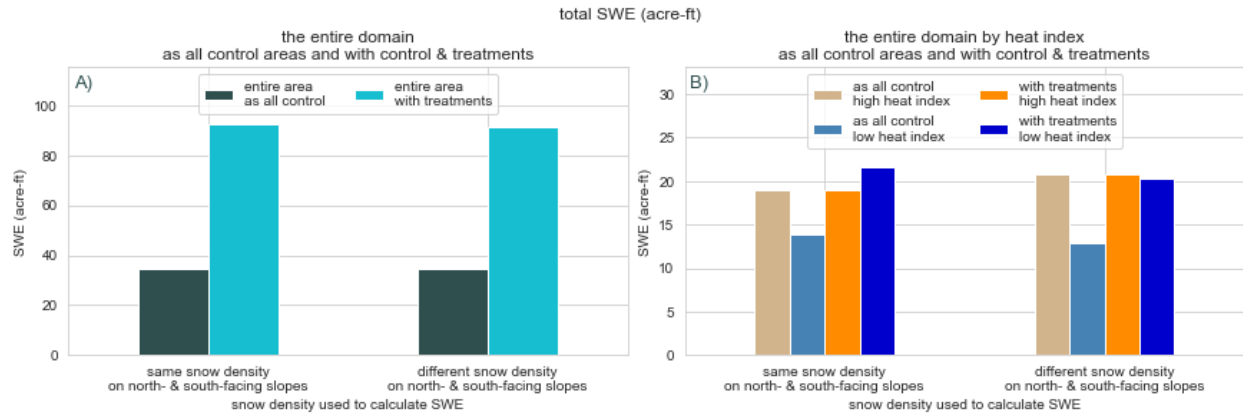 total SWE (acre-ft)
the entire domain
as all control areas and with control & treatments
A)
entire area
as all control
entire area
with treatments
100
80
60
40
20
0
SWE (acre-ft)
same snow density
on north- & south-facing slopes
different snow density
on north- & south-facing slopes
snow density used to calculate SWE
the entire domain by heat index
as all control areas and with control & treatments
B)
as all control
high heat index
as all control
low heat index
with treatments
high heat index
with treatments
low heat index
30
25
20
15
10
5
0
SWE (acre-ft)
same snow density
on north- & south-facing slopes
different snow density
on north- & south-facing slopes
snow density used to calculate SWE